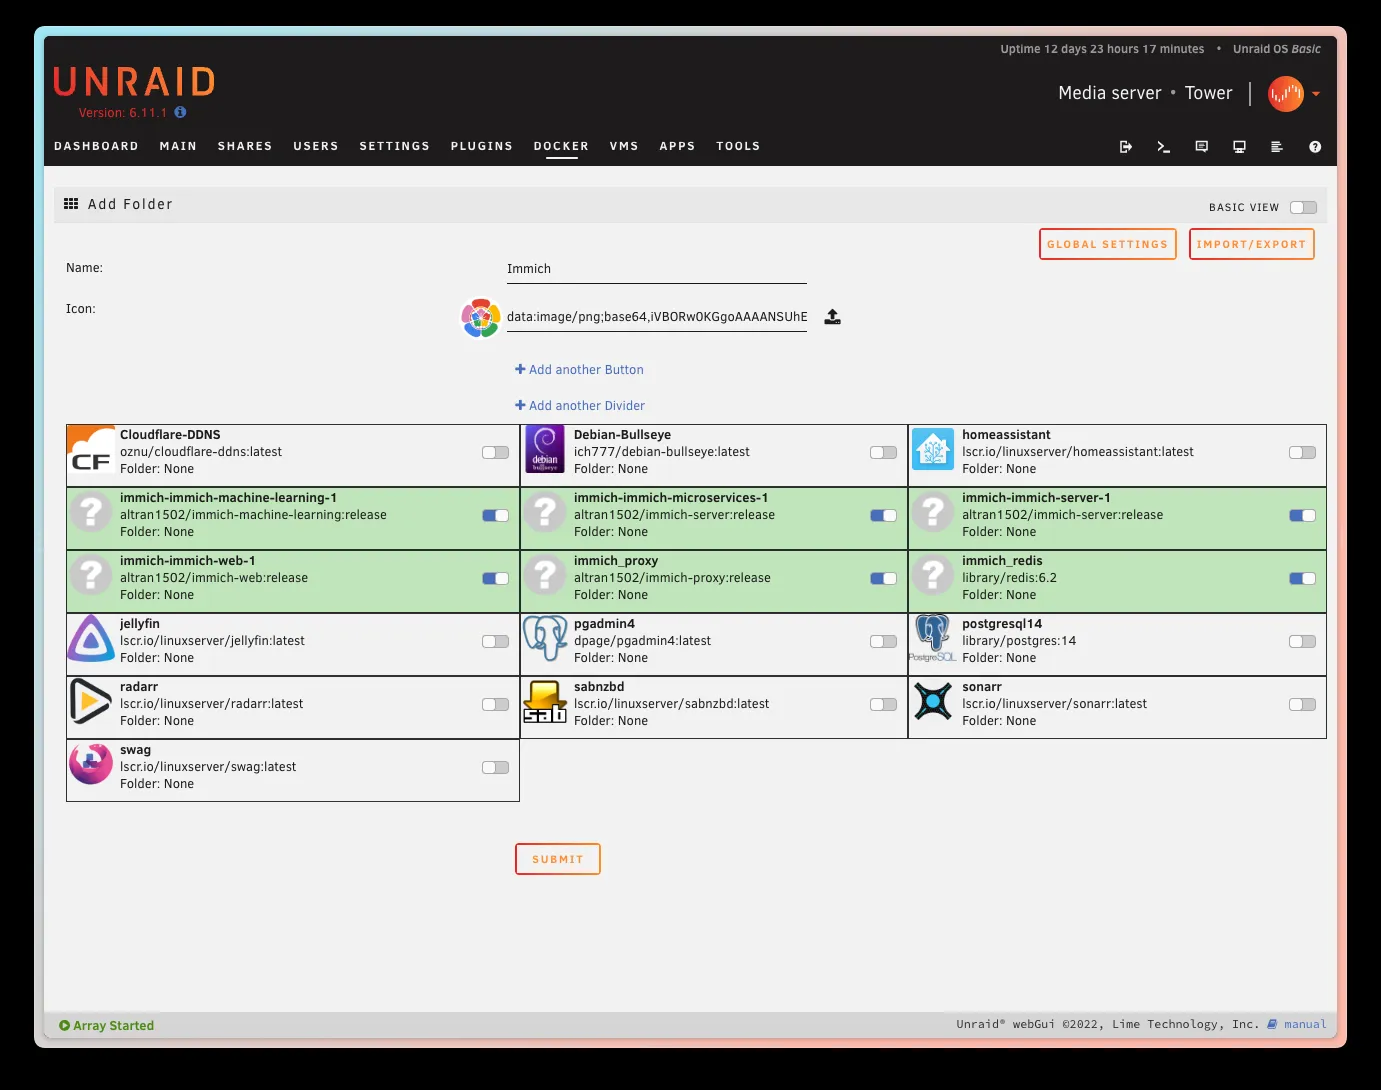 Uptime 12 days 23 hours 17 minutes • Unraid OS Basic
UNRAID
Version: 6.11.1
Media server • Tower
DASHBOARD MAIN SHARES USERS SETTINGS PLUGINS DOCKER VMS APPS TOOLS
Add Folder
BASIC VIEW
GLOBAL SETTINGS
IMPORT/EXPORT
Name:
Immich
Icon:
data:image/png;base64,iVBORw0KGgoAAAANSUhE
Add another Button
Add another Divider
CF
Cloudflare-DDNS
oznu/cloudflare-ddns:latest
Folder: None
debian
bullseye
Debian-Bullseye
ich777/debian-bullseye:latest
Folder: None
homeassistant
lscr.io/linuxserver/homeassistant:latest
Folder: None
immich-immich-machine-learning-1
altran1502/immich-machine-learning:release
Folder: None
immich-immich-microservices-1
altran1502/immich-server:release
Folder: None
immich-immich-server-1
altran1502/immich-server:release
Folder: None
immich-immich-web-1
altran1502/immich-web:release
Folder: None
immich_proxy
altran1502/immich-proxy:release
Folder: None
immich_redis
library/redis:6.2
Folder: None
jellyfin
lscr.io/linuxserver/jellyfin:latest
Folder: None
pgadmin4
dpage/pgadmin4:latest
Folder: None
PostgreSQL
postgresql14
library/postgres:14
Folder: None
radarr
lscr.io/linuxserver/radarr:latest
Folder: None
sab
sabnzbd
lscr.io/linuxserver/sabnzbd:latest
Folder: None
sonarr
lscr.io/linuxserver/sonarr:latest
Folder: None
swag
lscr.io/linuxserver/swag:latest
Folder: None
SUBMIT
Array Started
Unraid® webGui ©2022, Lime Technology, Inc. manual